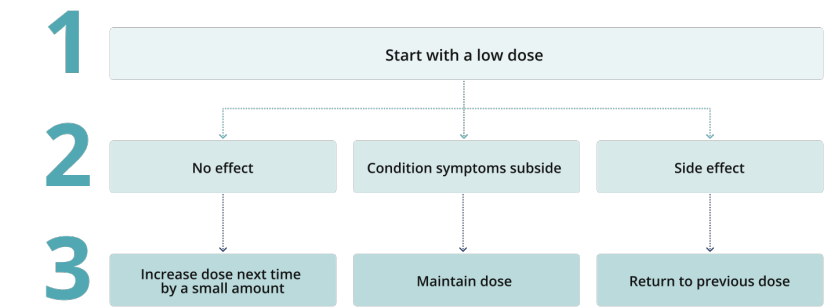 1
Start with a low dose
2
No effect
Condition symptoms subside
Side effect
3
Increase dose next time
by a small amount
Maintain dose
Return to previous dose